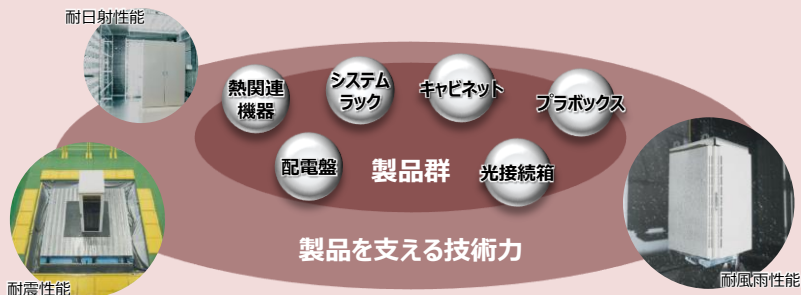 耐日射性能
熱関連
機器
システム
ラック
キャビネット
プラボックス
配電盤
製品群
光接続箱
製品を支える技術力
耐震性能
耐風雨性能